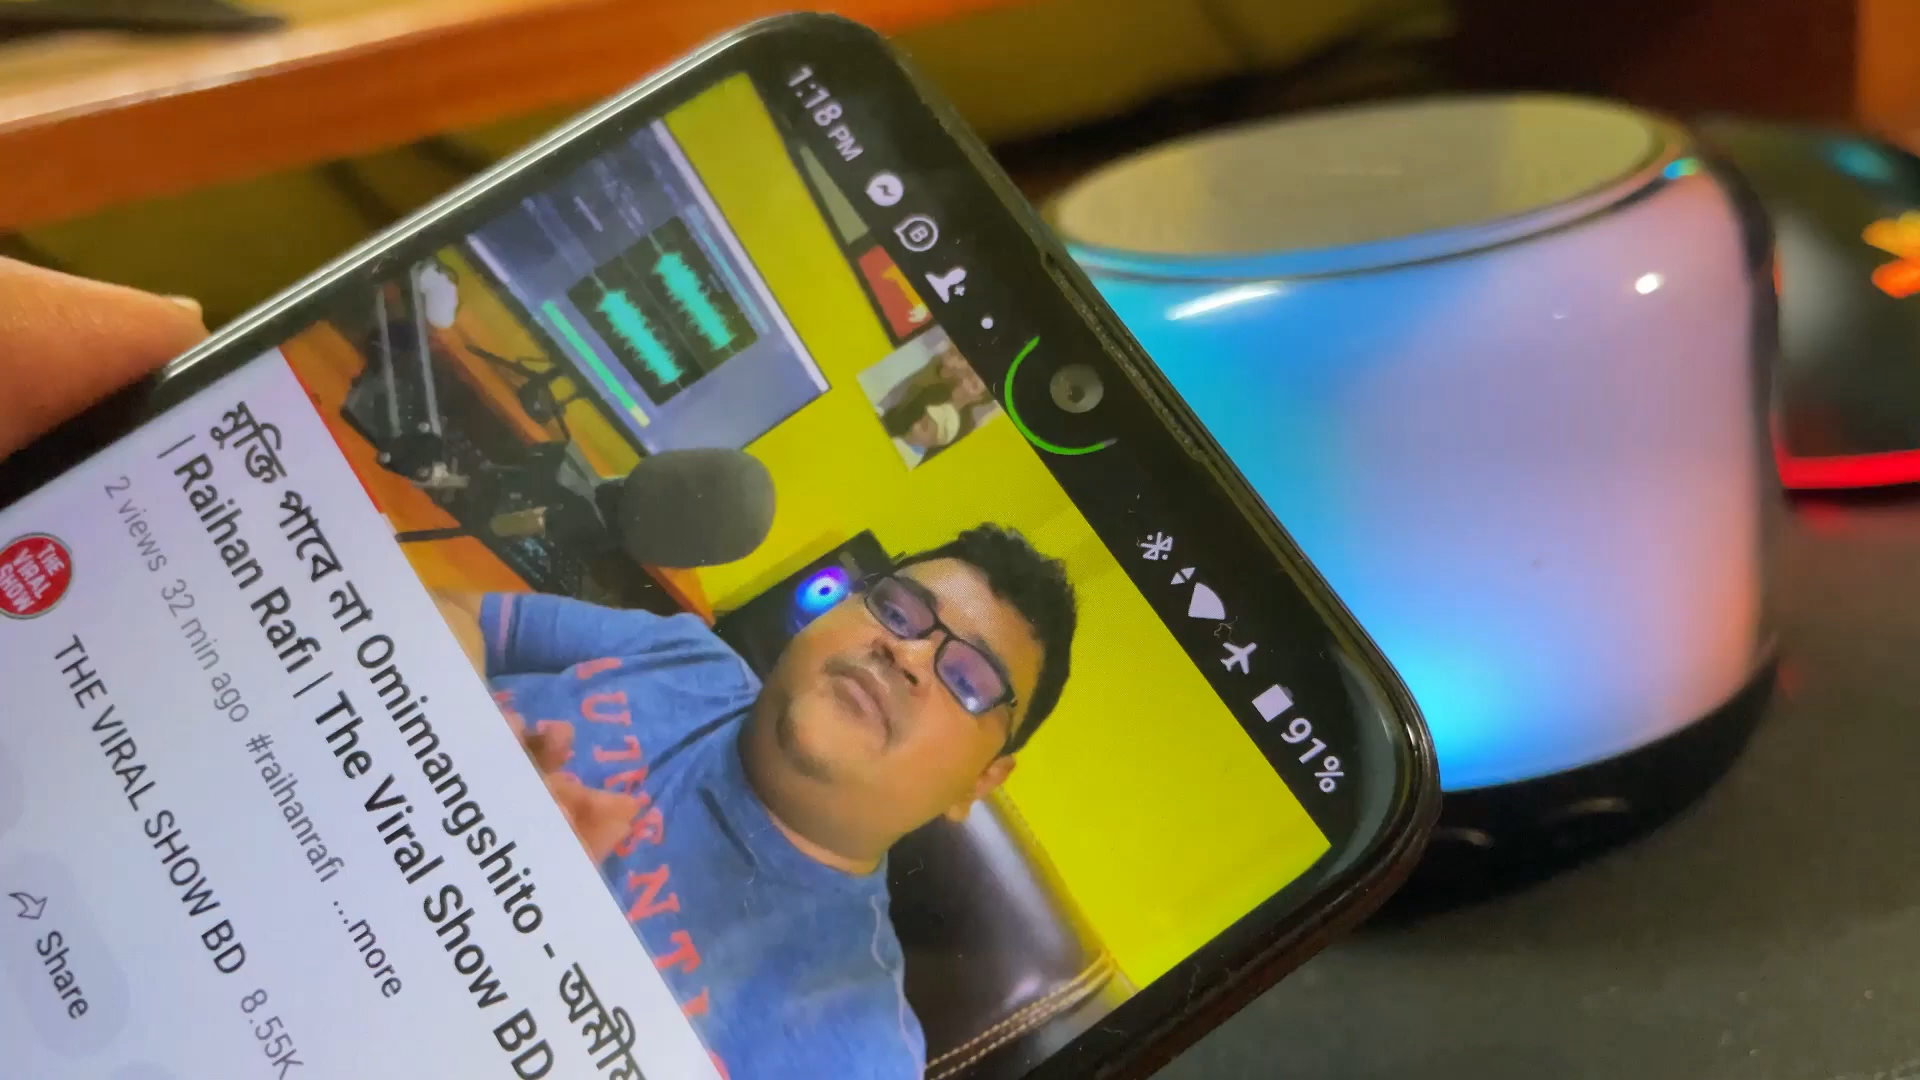 1:18 PM
91%
মুক্তি পাবে না Omimangshito - অমীম
| Raihan Rafi | The Viral Show BD
2 views 32 min ago #raihanrafi ...more
THE
VIRAL
SHOW
THE VIRAL SHOW BD 8.55K
Share